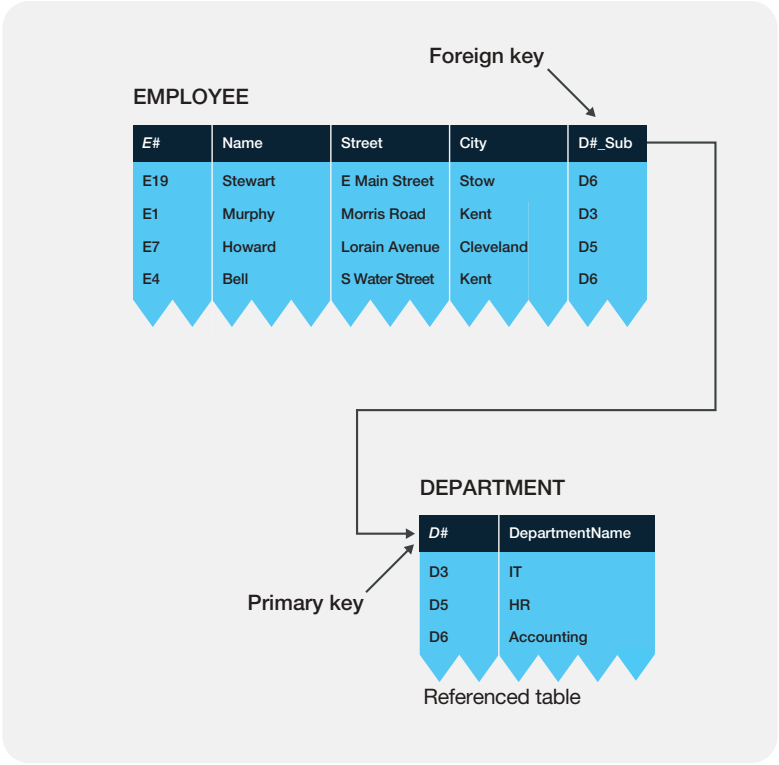 Foreign key
EMPLOYEE
E# Name Street City D#_Sub
E19 Stewart E Main Street Stow D6
E1 Murphy Morris Road Kent D3
E7 Howard Lorain Avenue Cleveland D5
E4 Bell S Water Street Kent D6
DEPARTMENT
D# DepartmentName
Primary key
D3 IT
D5 HR
D6 Accounting
Referenced table